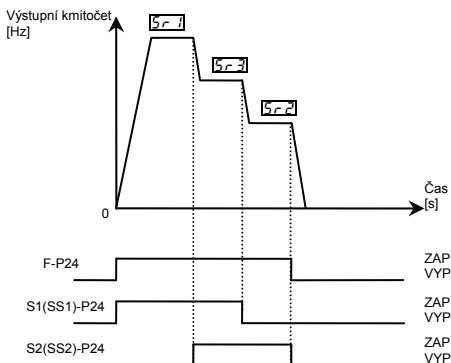 Výstupní kmitočet
[Hz]
Sr1
Sr3
Sr2
0
Čas
[s]
F-P24
ZAP
VYP
S1(SS1)-P24
ZAP
VYP
S2(SS2)-P24
ZAP
VYP